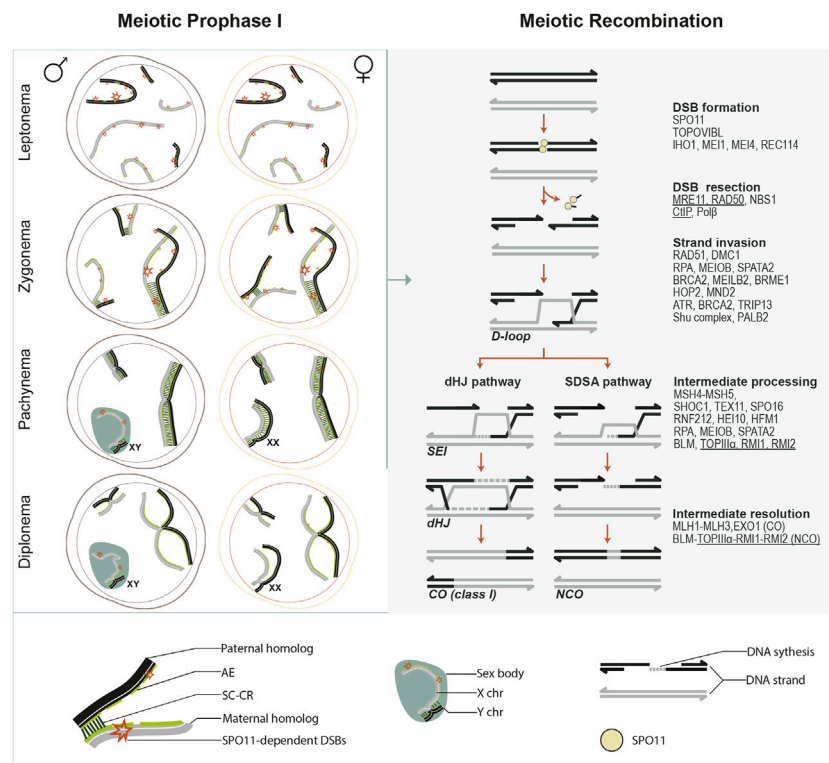 Meiotic Prophase I
Meiotic Recombination
♂
♀
Leptonema
Zygonema
Pachynema
XY
XX
Diplonema
XY
XX
DSB formation
SPO11
TOPOVIBL
IHO1, MEI1, MEI4, REC114
DSB resection
MRE11, RAD50, NBS1
CtIP, Polβ
Strand invasion
RAD51, DMC1
RPA, MEIOB, SPATA2
BRCA2, MEILB2, BRME1
HOP2, MND2
ATR, BRCA2, TRIP13
Shu complex, PALB2
D-loop
dHJ pathway
SDSA pathway
Intermediate processing
MSH4-MSH5,
SHOC1, TEX11, SPO16
RNF212, HEI10, HFM1
RPA, MEIOB, SPATA2
BLM, TOPIIIα, RMI1, RMI2
SEI
dHJ
Intermediate resolution
MLH1-MLH3,EXO1 (CO)
BLM-TOPIIIα-RMI1-RMI2 (NCO)
CO (class I)
NCO
Paternal homolog
AE
SC-CR
Maternal homolog
SPO11-dependent DSBs
Sex body
X chr
Y chr
DNA sythesis
DNA strand
SPO11